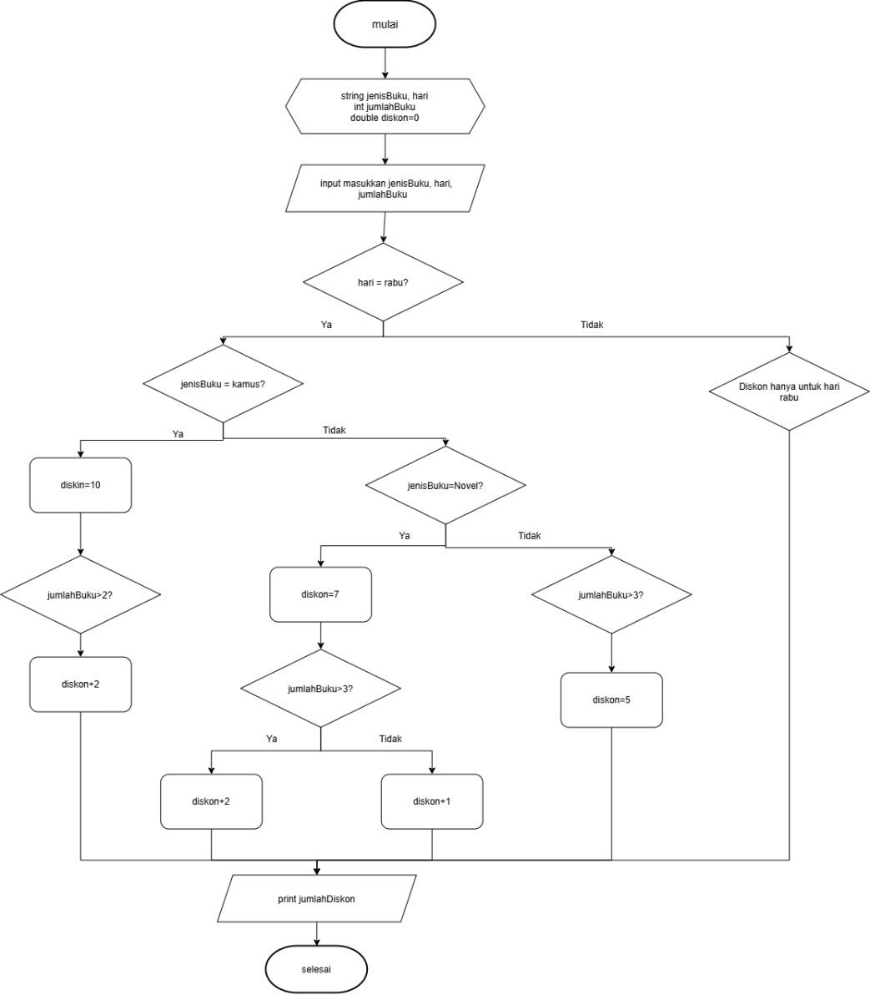 mulai
string jenisBuku, hari
int jumlahBuku
double diskon=0
input masukkan jenisBuku, hari,
jumlahBuku
hari = rabu?
Ya
Tidak
jenisBuku = kamus?
Diskon hanya untuk hari
rabu
Ya
Tidak
diskin=10
jenisBuku=Novel?
Ya
Tidak
jumlahBuku>2?
diskon=7
jumlahBuku>3?
diskon+2
jumlahBuku>3?
diskon=5
Ya
Tidak
diskon+2
diskon+1
print jumlahDiskon
selesai